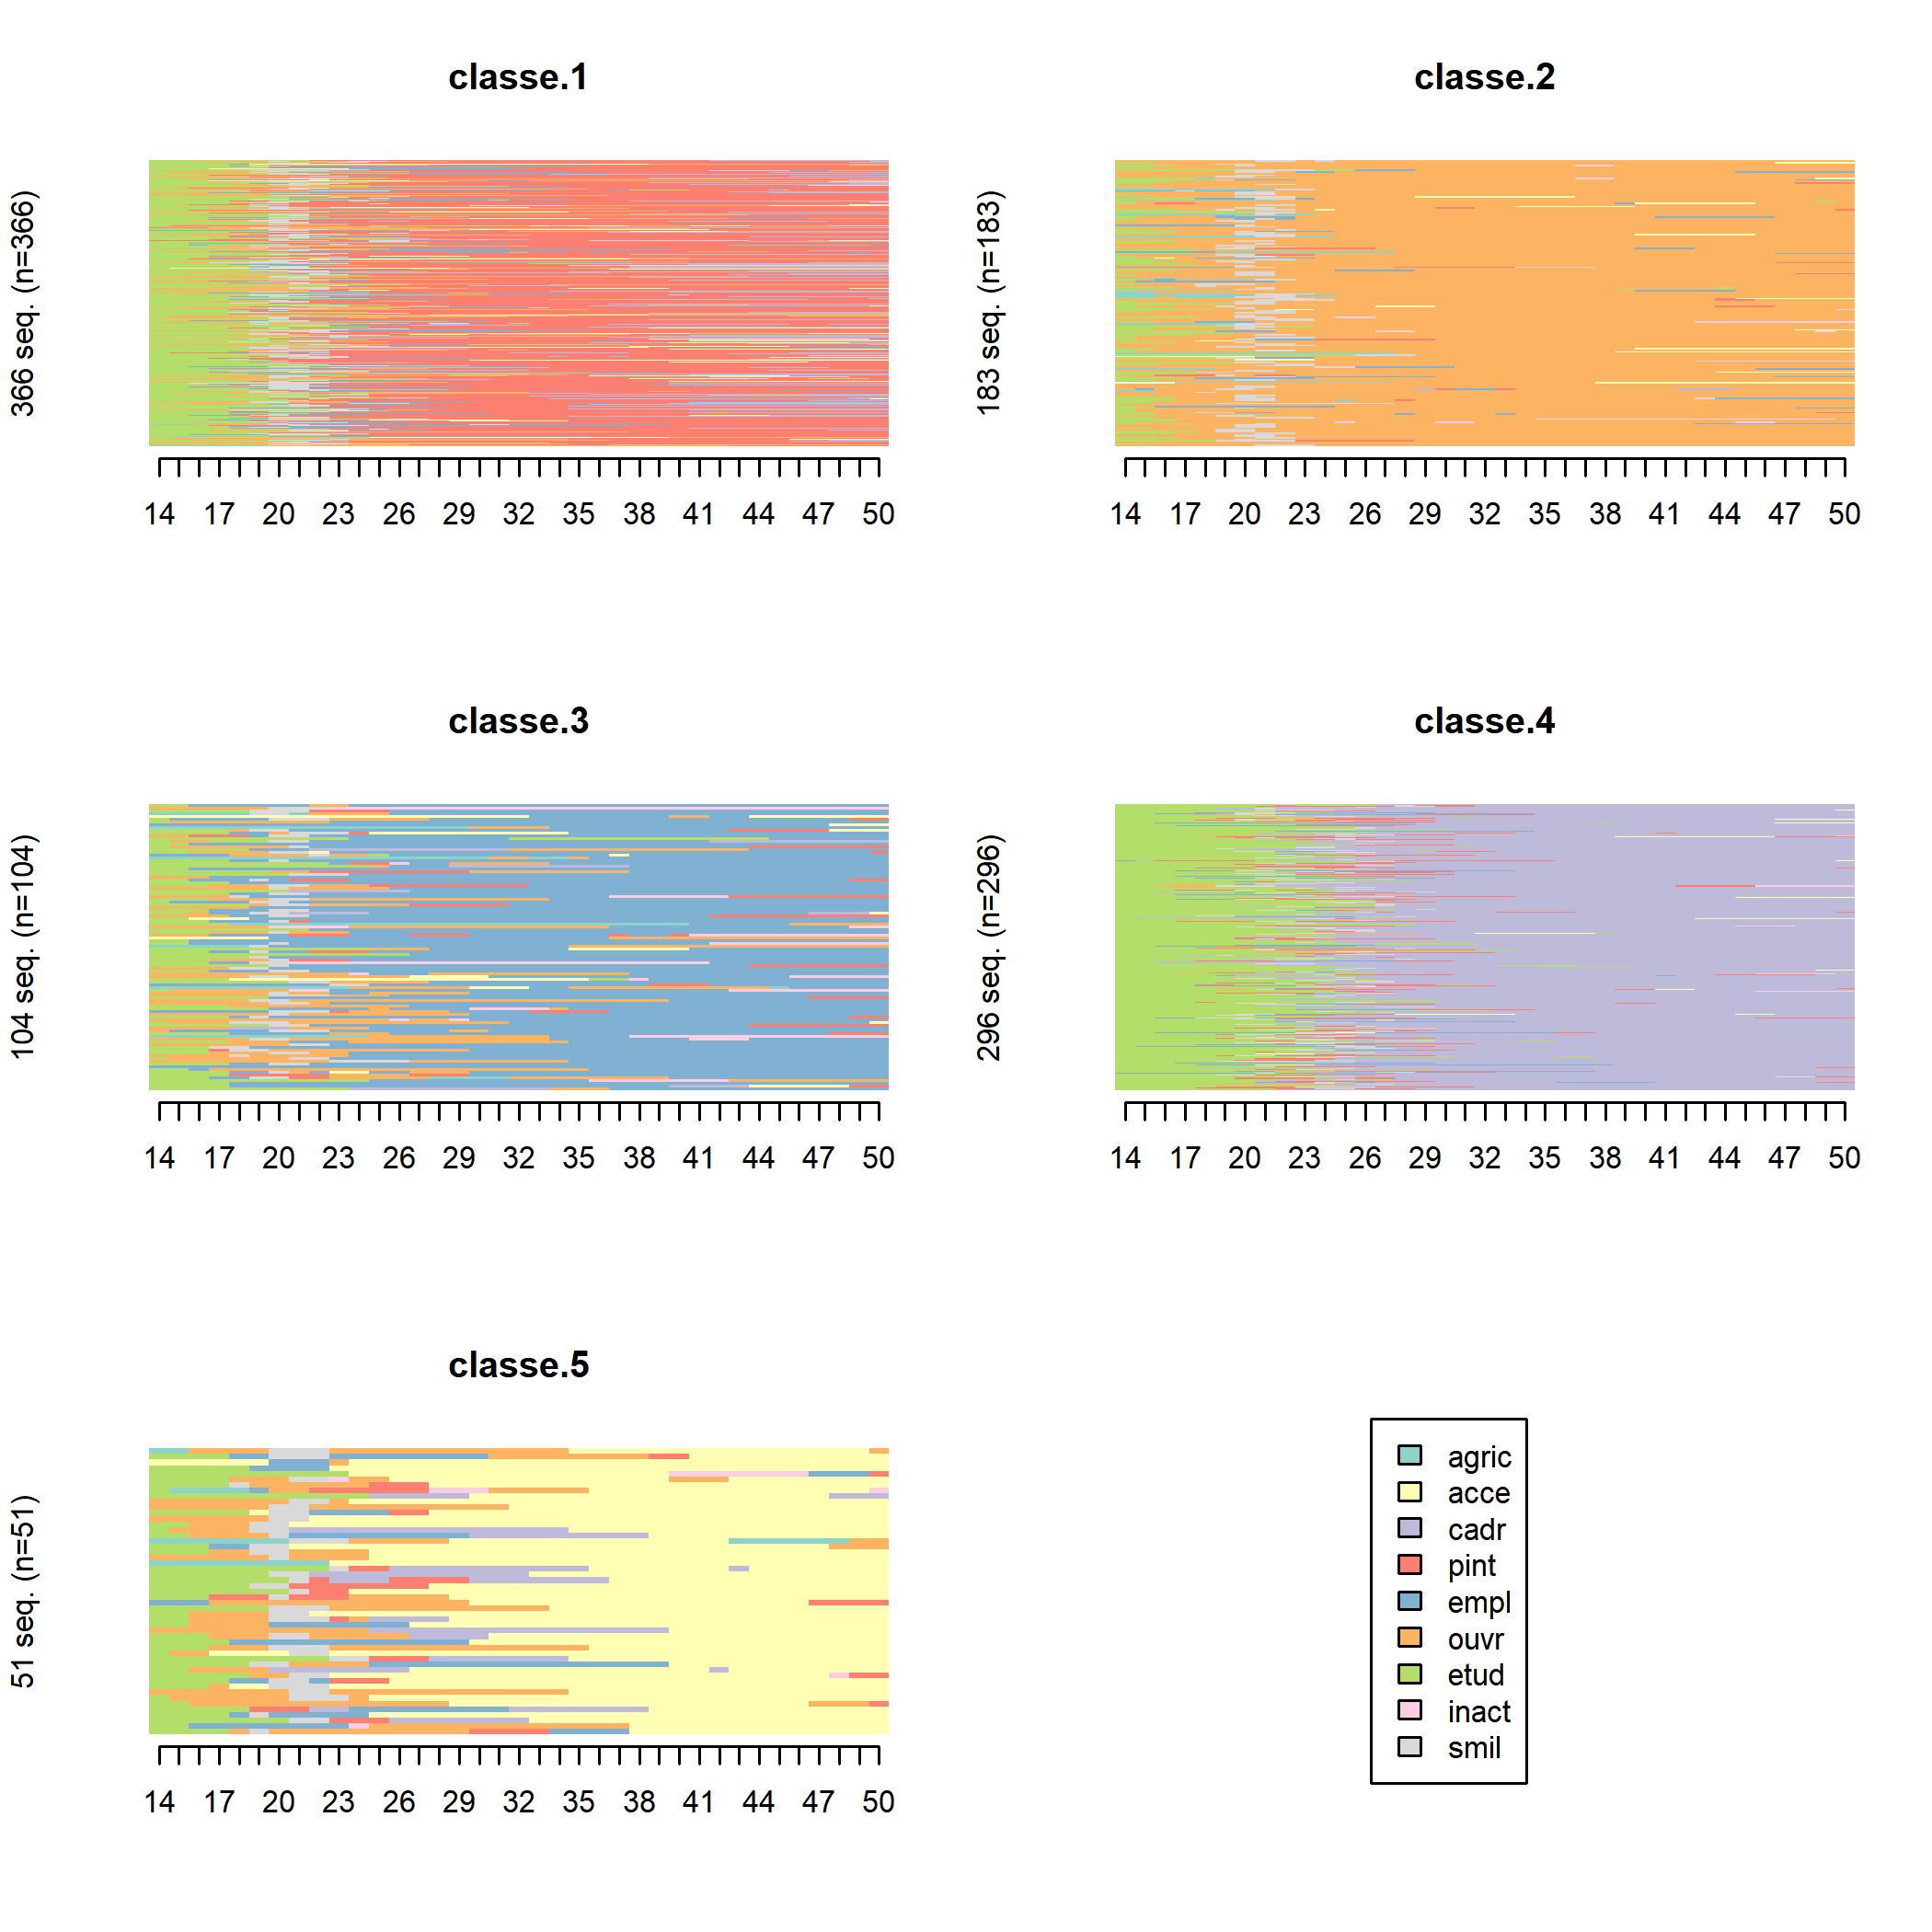 classe.1
366 seq. (n=366)
14 17 20 23 26 29 32 35 38 41 44 47 50
classe.2
183 seq. (n=183)
14 17 20 23 26 29 32 35 38 41 44 47 50
classe.3
104 seq. (n=104)
14 17 20 23 26 29 32 35 38 41 44 47 50
classe.4
296 seq. (n=296)
14 17 20 23 26 29 32 35 38 41 44 47 50
classe.5
51 seq. (n=51)
14 17 20 23 26 29 32 35 38 41 44 47 50
agric
acce
cadr
pint
empl
ouvr
etud
inact
smil